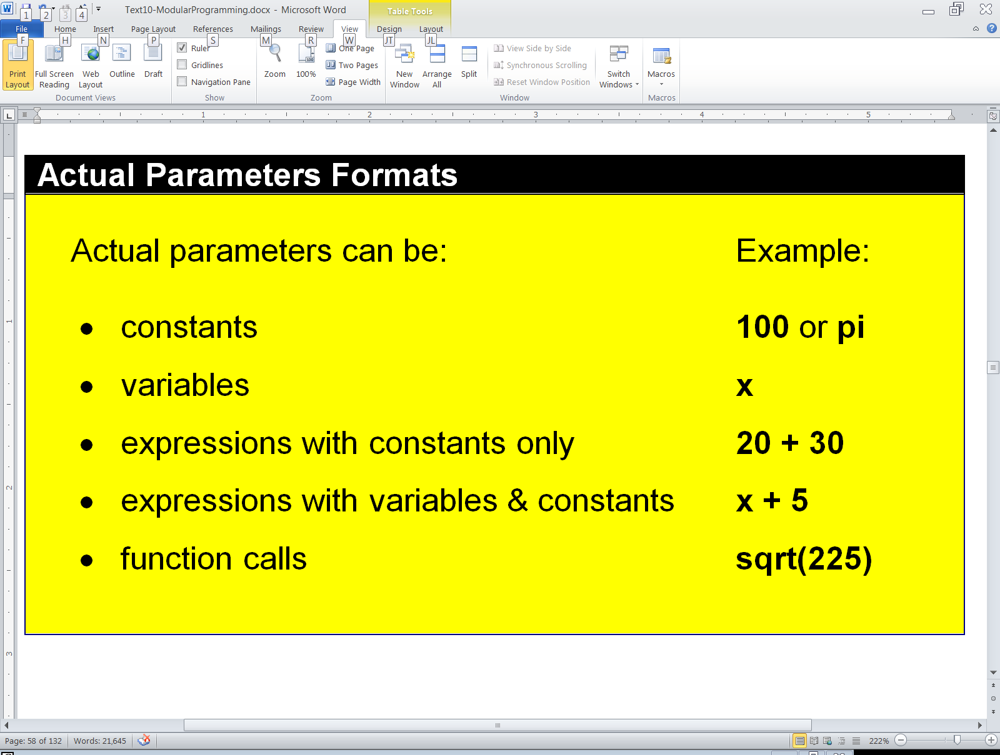 Text10-ModularProgramming.docx - Microsoft Word
Table Tools
1 2 3 4
File Home Insert Page Layout References Mailings Review View Design Layout
F H N P S M R W JT JL
Print Layout
Full Screen Reading
Web Layout
Outline
Draft
Document Views
Ruler
Gridlines
Navigation Pane
Show
Zoom
100%
One Page
Two Pages
Page Width
Zoom
New Window
Arrange All
Split
View Side by Side
Synchronous Scrolling
Reset Window Position
Window
Switch Windows
Macros
Macros
1 2 3 4 5
Actual Parameters Formats
Actual parameters can be: Example:
● constants 100 or pi
● variables x
● expressions with constants only 20 + 30
● expressions with variables & constants x + 5
● function calls sqrt(225)
1
2
3
Page: 58 of 132 Words: 21,645 222%